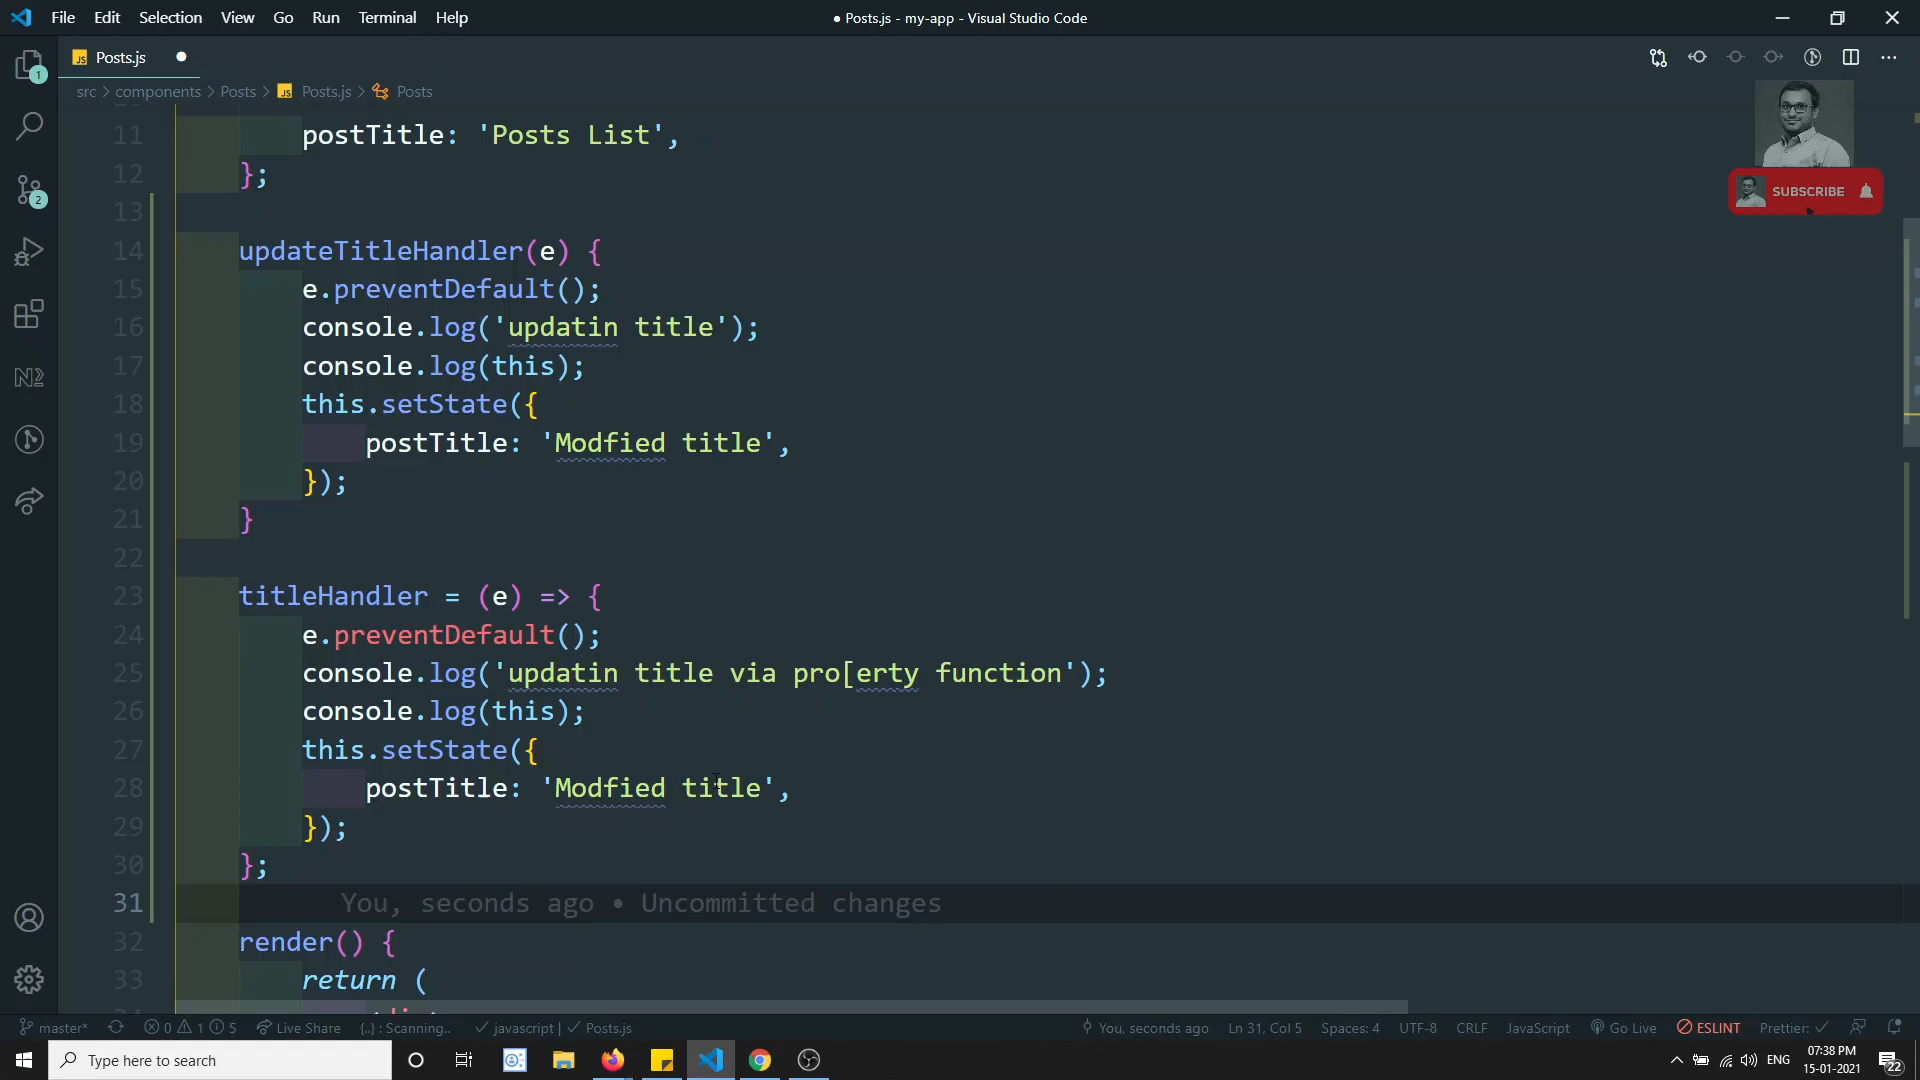 File Edit Selection View Go Run Terminal Help
● Posts.js - my-app - Visual Studio Code
JS Posts.js
src > components > Posts > JS Posts.js > Posts
SUBSCRIBE
11 postTitle: 'Posts List',
12 };
13
14 updateTitleHandler(e) {
15 e.preventDefault();
16 console.log('updatin title');
17 console.log(this);
18 this.setState({
19 postTitle: 'Modfied title',
20 });
21 }
22
23 titleHandler = (e) => {
24 e.preventDefault();
25 console.log('updatin title via pro[erty function');
26 console.log(this);
27 this.setState({
28 postTitle: 'Modfied title',
29 });
30 };
31 You, seconds ago • Uncommitted changes
32 render() {
33 return (
1
2
master* 0 1 5 Live Share {..} : Scanning.. ✓ javascript | ✓ Posts.js You, seconds ago Ln 31, Col 5 Spaces: 4 UTF-8 CRLF JavaScript Go Live ESLINT Prettier: ✓
Type here to search
ENG
07:38 PM
15-01-2021
22